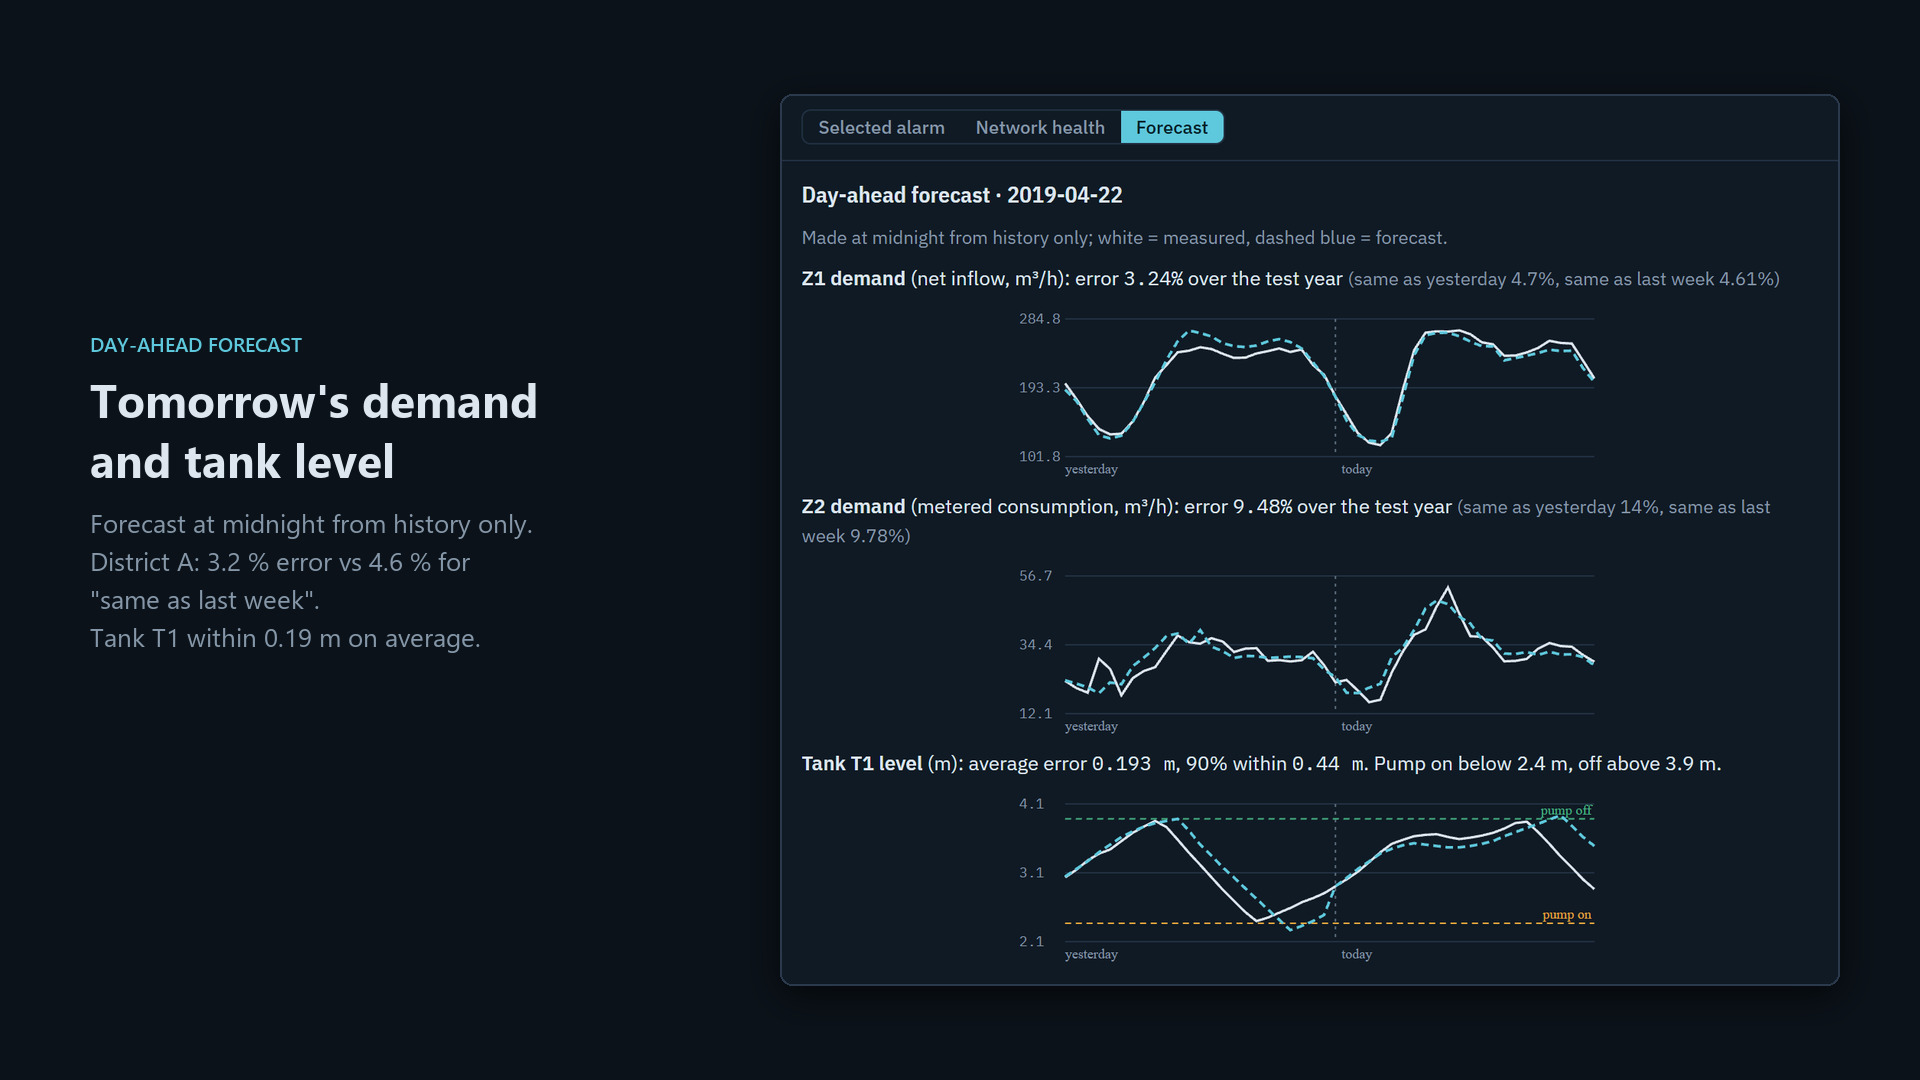 DAY-AHEAD FORECAST
Tomorrow's demand
and tank level
Forecast at midnight from history only.
District A: 3.2 % error vs 4.6 % for
"same as last week".
Tank T1 within 0.19 m on average.
Selected alarm
Network health
Forecast
Day-ahead forecast · 2019-04-22
Made at midnight from history only; white = measured, dashed blue = forecast.
Z1 demand (net inflow, m³/h): error 3.24% over the test year (same as yesterday 4.7%, same as last week 4.61%)
284.8
193.3
101.8
yesterday
today
Z2 demand (metered consumption, m³/h): error 9.48% over the test year (same as yesterday 14%, same as last
week 9.78%)
56.7
34.4
12.1
yesterday
today
Tank T1 level (m): average error 0.193 m, 90% within 0.44 m. Pump on below 2.4 m, off above 3.9 m.
4.1
pump off
3.1
pump on
2.1
yesterday
today